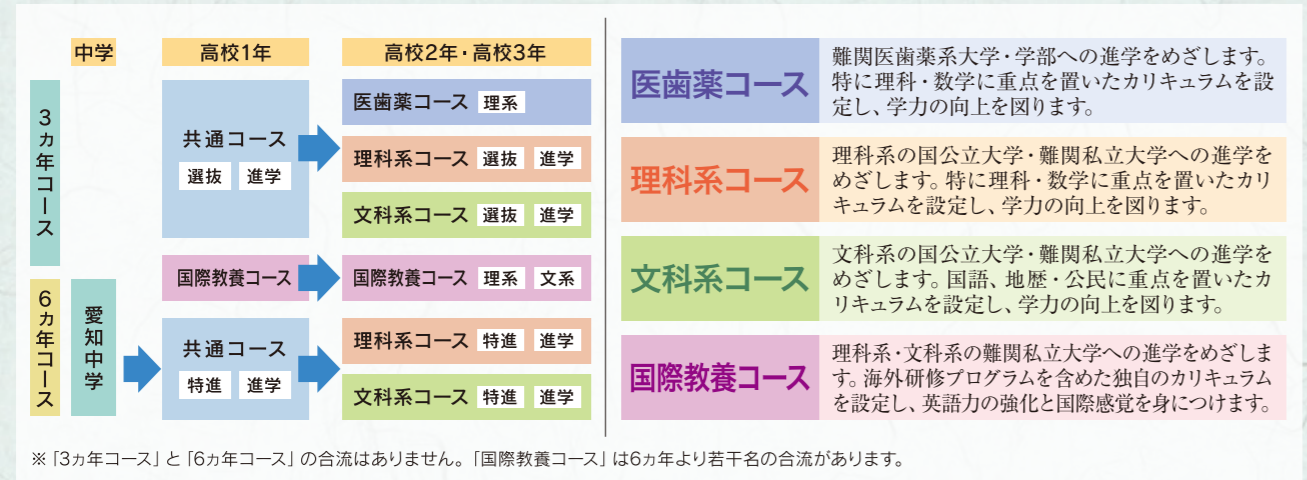 中学
高校1年
高校2年・高校3年
3ヵ年コース
共通コース
選抜 進学
医歯薬コース 理系
理科系コース 選抜 進学
文科系コース 選抜 進学
国際教養コース
国際教養コース 理系 文系
6ヵ年コース
愛知中学
共通コース
特進 進学
理科系コース 特進 進学
文科系コース 特進 進学
医歯薬コース
難関医歯薬系大学・学部への進学をめざします。
特に理科・数学に重点を置いたカリキュラムを設
定し、学力の向上を図ります。
理科系コース
理科系の国公立大学・難関私立大学への進学を
めざします。特に理科・数学に重点を置いたカリ
キュラムを設定し、学力の向上を図ります。
文科系コース
文科系の国公立大学・難関私立大学への進学を
めざします。国語、地歴・公民に重点を置いたカ
リキュラムを設定し、学力の向上を図ります。
国際教養コース
理科系・文科系の難関私立大学への進学をめざしま
す。海外研修プログラムを含めた独自のカリキュラム
を設定し、英語力の強化と国際感覚を身につけます。
※「3ヵ年コース」と「6ヵ年コース」の合流はありません。「国際教養コース」は6ヵ年より若干名の合流があります。